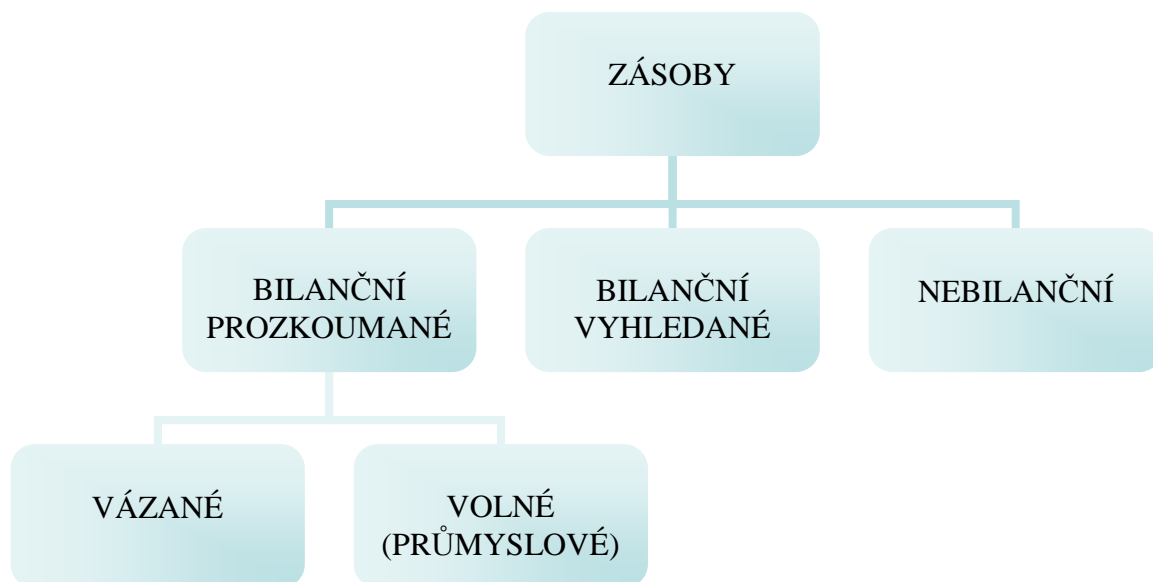 ZÁSOBY
BILANČNÍ
PROZKOUMANÉ
BILANČNÍ
VYHLEDANÉ
NEBILANČNÍ
VÁZANÉ
VOLNÉ
(PRŮMYSLOVÉ)